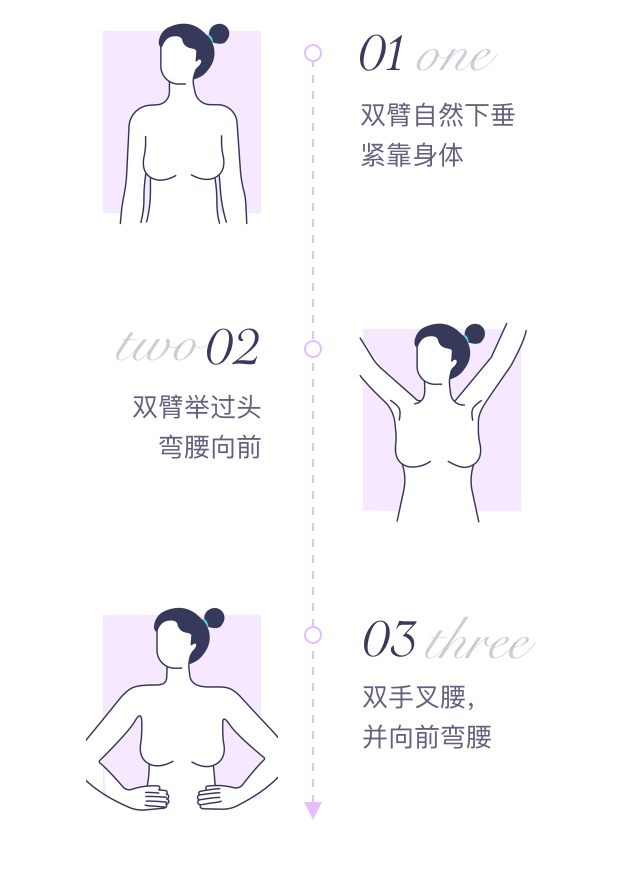 01 one
双臂自然下垂
紧靠身体
two 02
双臂举过头
弯腰向前
03 three
双手叉腰，
并向前弯腰